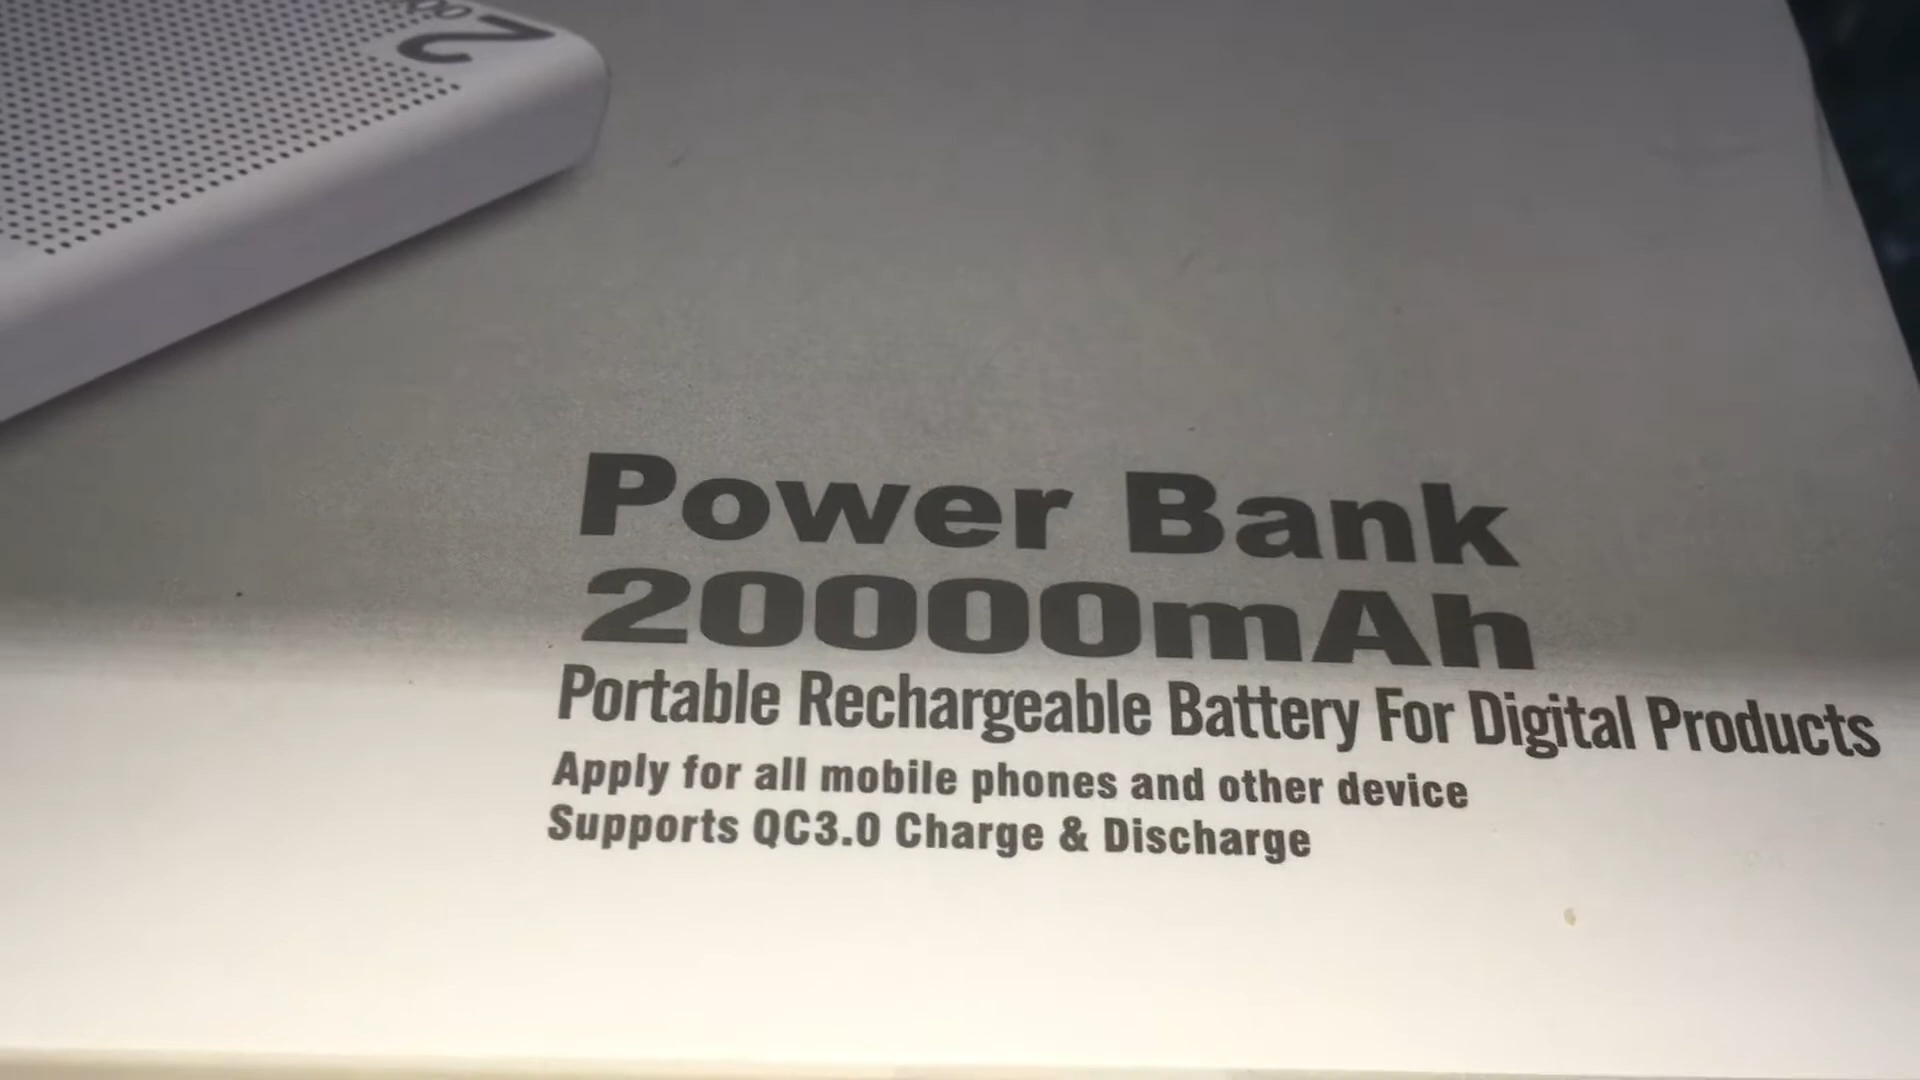 2
Power Bank
20000mAh
Portable Rechargeable Battery For Digital Products
Apply for all mobile phones and other device
Supports QC3.0 Charge & Discharge